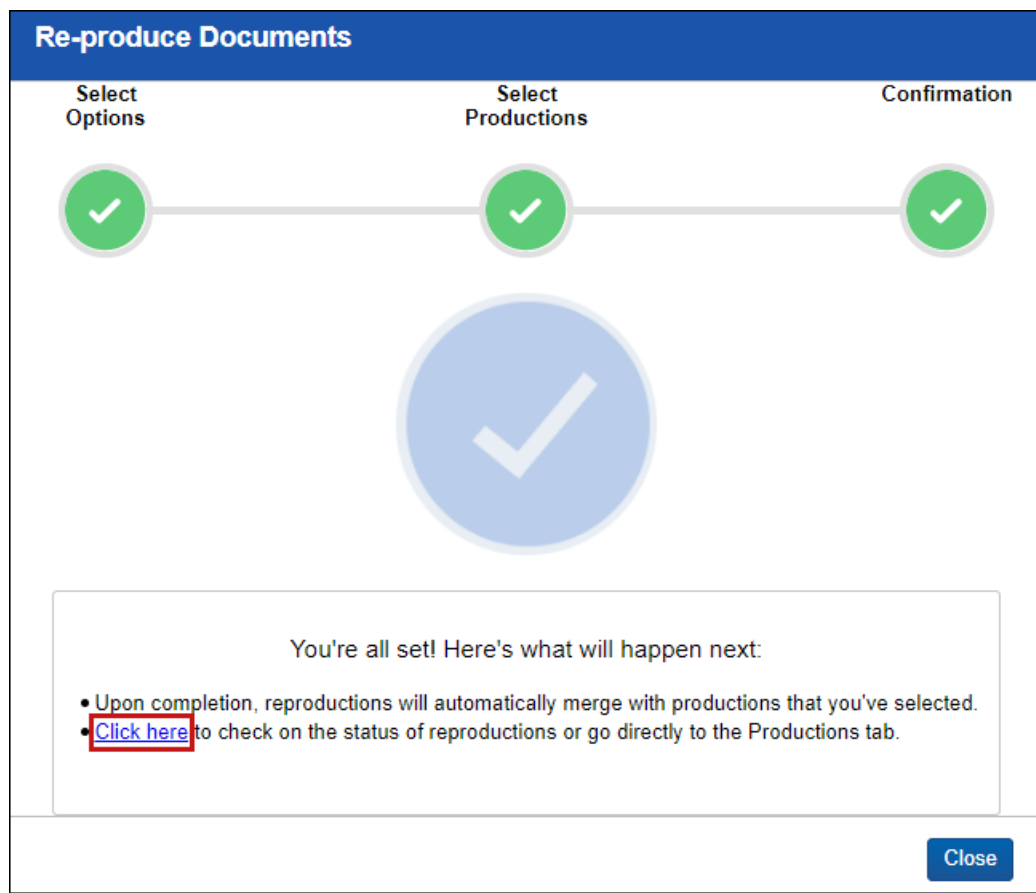 Re-produce Documents
Select
Options
Select
Productions
Confirmation
You're all set! Here's what will happen next:
• Upon completion, reproductions will automatically merge with productions that you've selected.
• Click here to check on the status of reproductions or go directly to the Productions tab.
Close